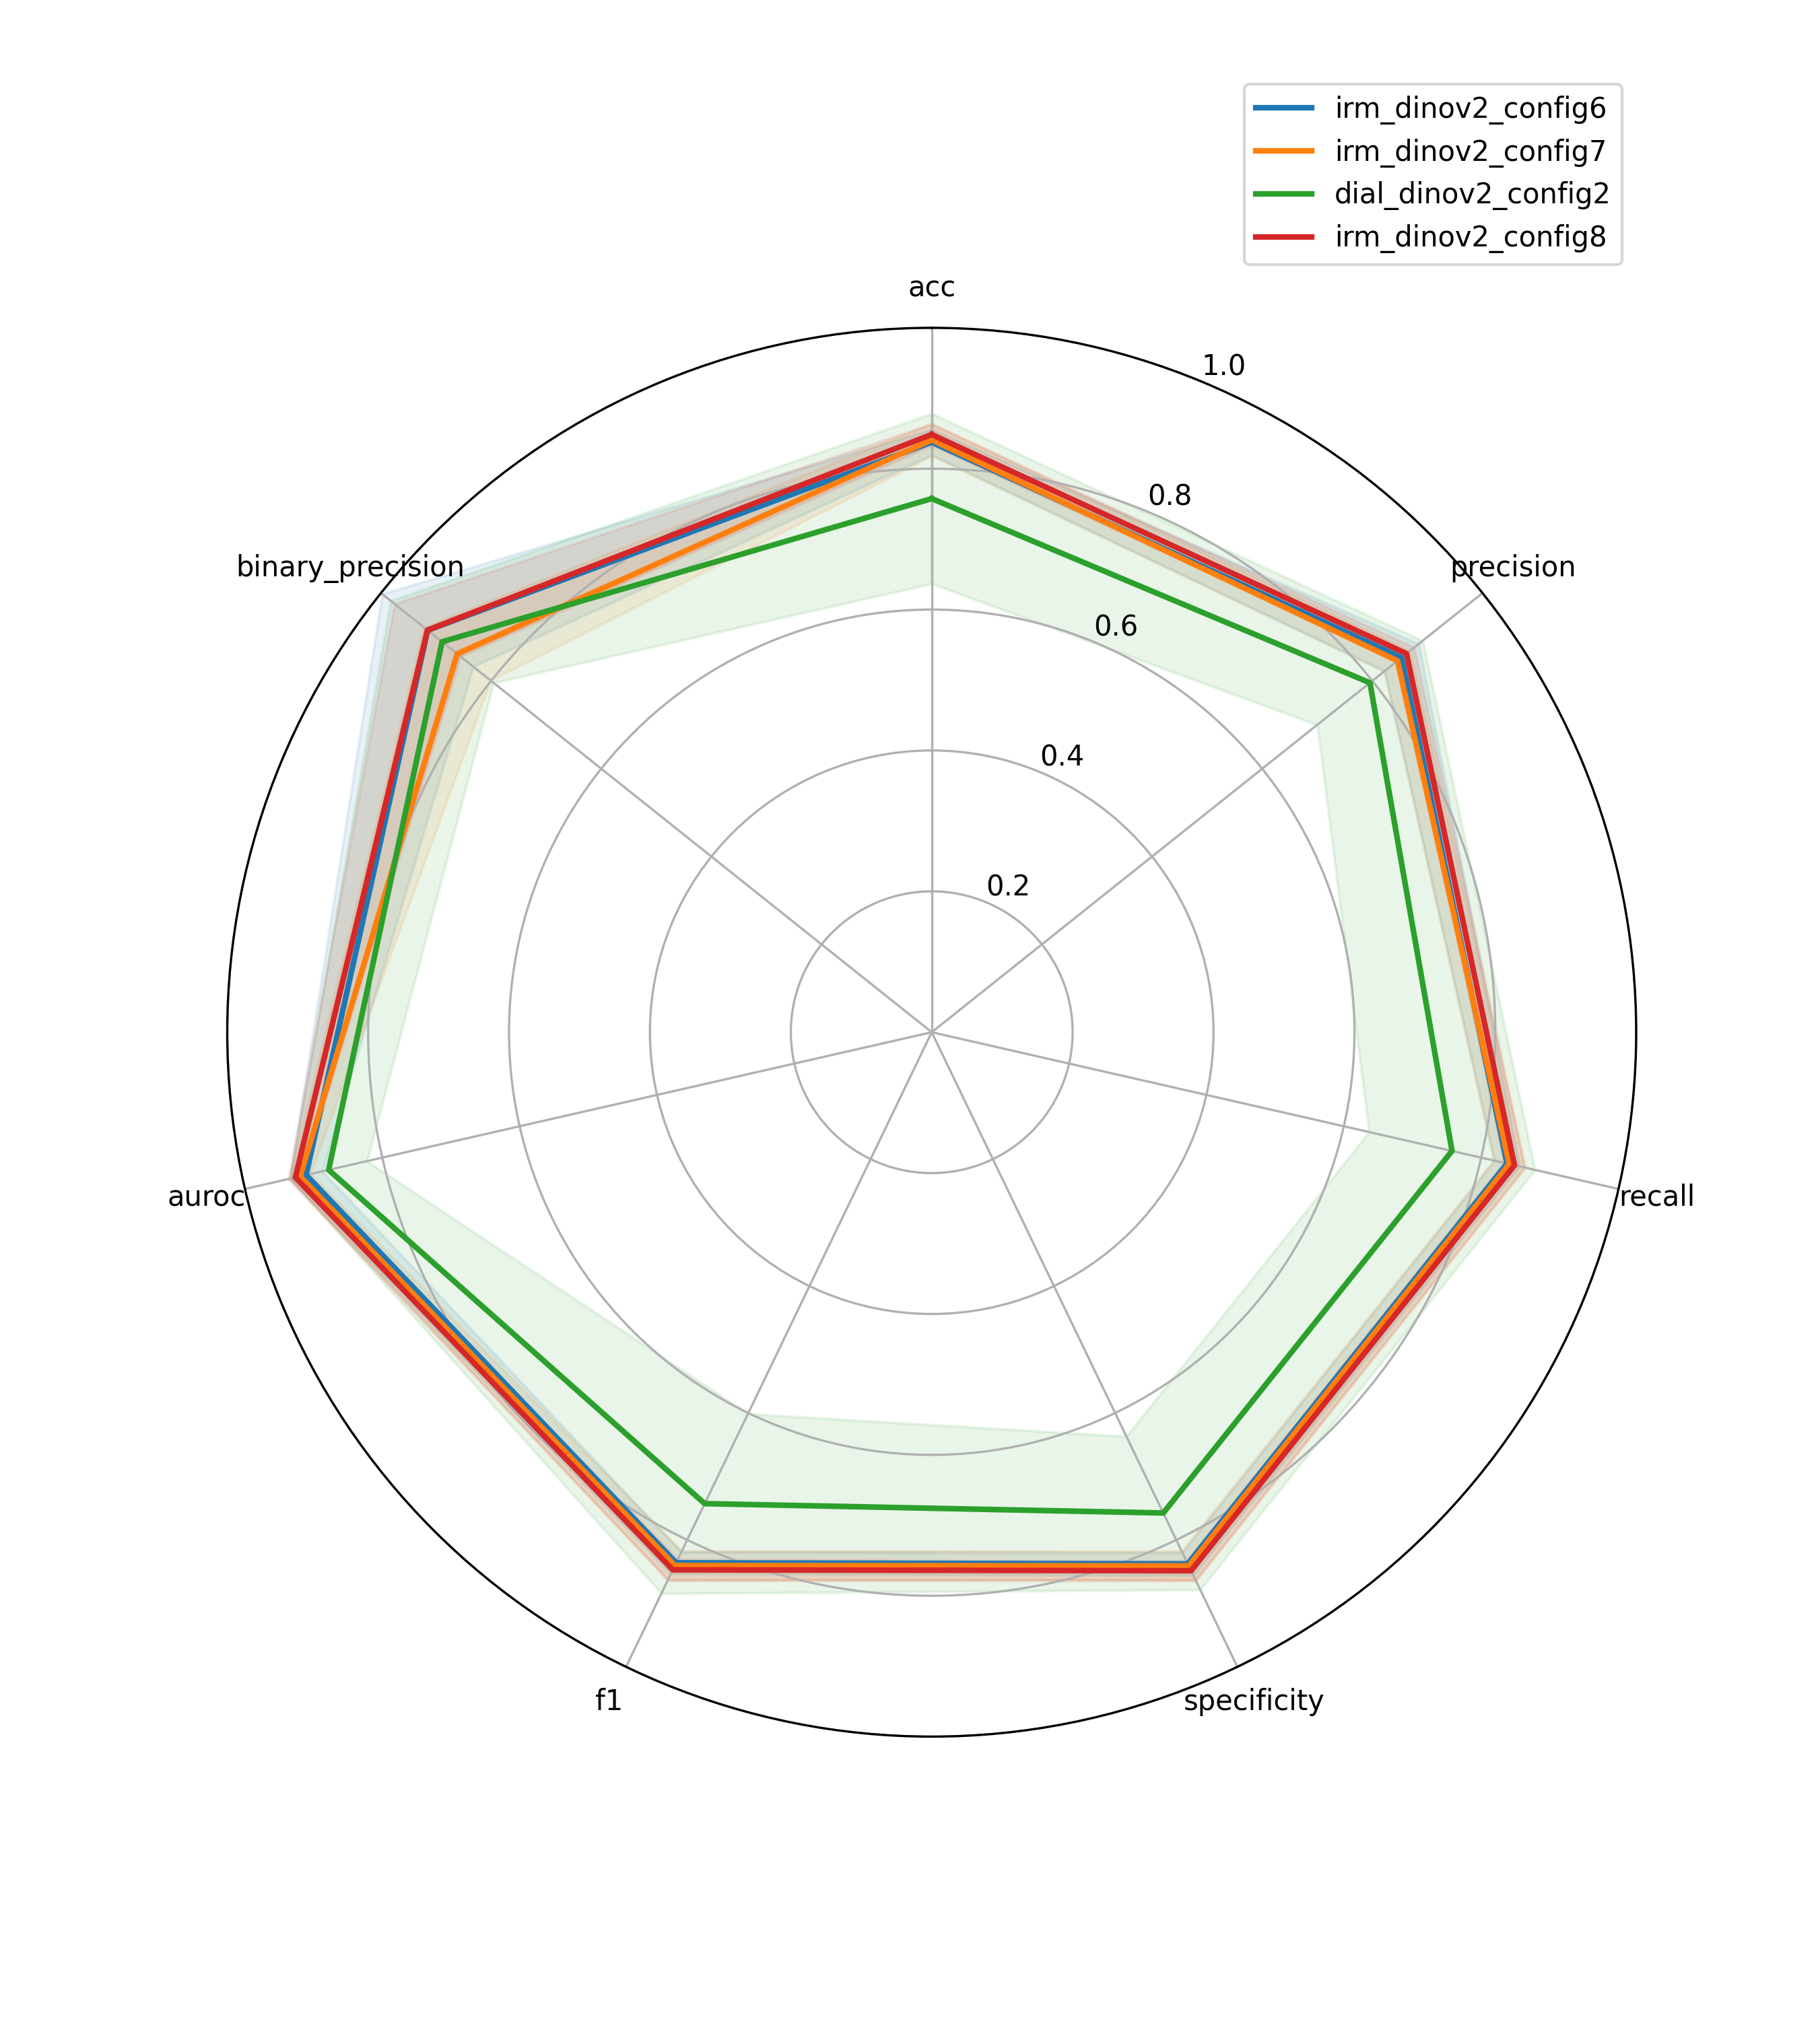 irm_dinov2_config6
irm_dinov2_config7
dial_dinov2_config2
irm_dinov2_config8
acc
1.0
0.8
binary_precision
precision
0.6
0.4
0.2
auroc
recall
f1
specificity